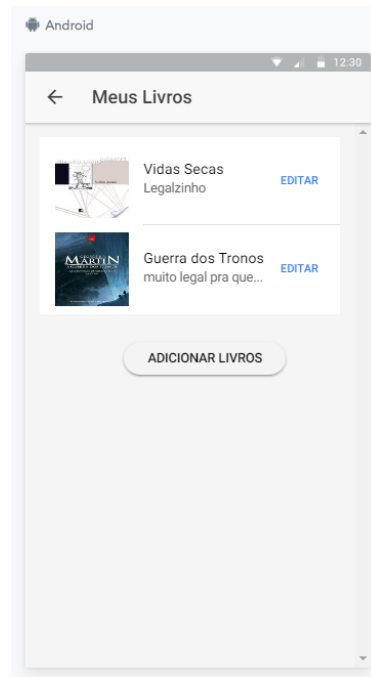 Android
12:30
Meus Livros
Vidas Secas
Legalzinho
EDITAR
MARTIN
Guerra dos Tronos
muito legal pra que...
EDITAR
ADICIONAR LIVROS